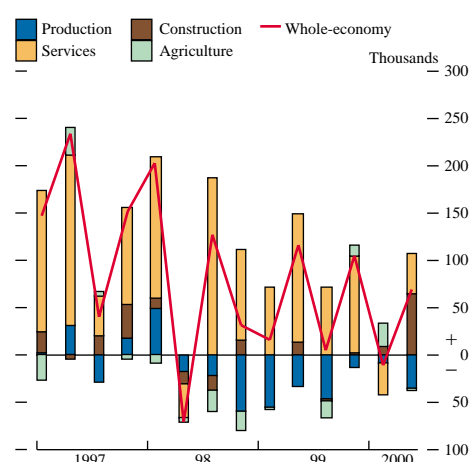 Production Construction Whole-economy
Services Agriculture
Thousands
300
250
200
150
100
50
+
0
–
50
100
1997 98 99 2000